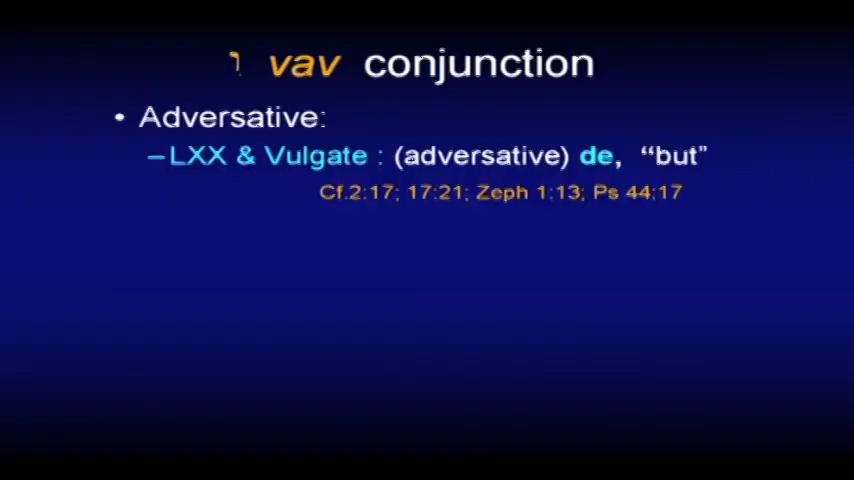 ו vav conjunction
• Adversative:
–LXX & Vulgate : (adversative) de, “but”
Cf.2:17; 17:21; Zeph 1:13; Ps 44:17